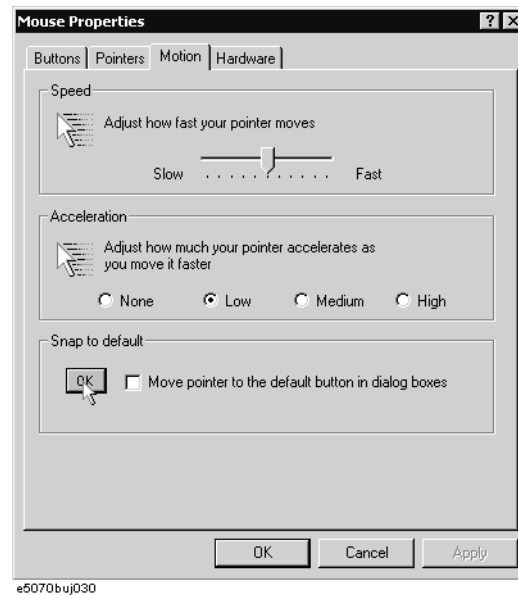 Mouse Properties
Buttons Pointers Motion Hardware
Speed
Adjust how fast your pointer moves
Slow Fast
Acceleration
Adjust how much your pointer accelerates as
you move it faster
None Low Medium High
Snap to default
OK Move pointer to the default button in dialog boxes
OK Cancel Apply
e5070buj030